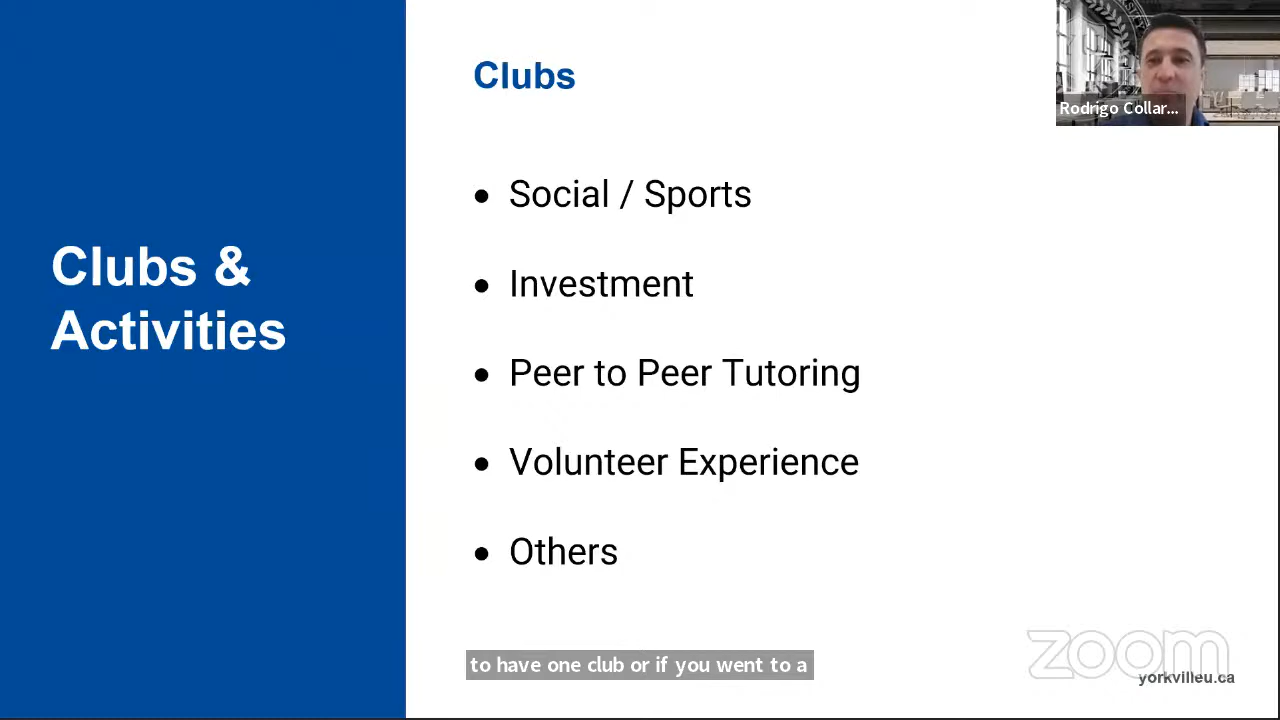 Clubs
Rodrigo Collar...
Clubs &
Activities
• Social / Sports
• Investment
• Peer to Peer Tutoring
• Volunteer Experience
• Others
to have one club or if you went to a
zoom
yorkvilleu.ca